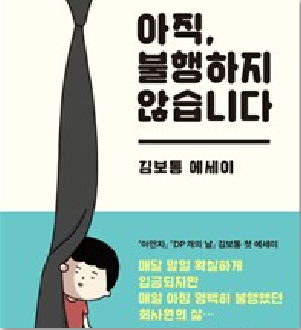 아직,
불행하지
않습니다
김보통 에세이
『아만자』, 『DP 개의 날』 김보통 첫 에세이
매달 말일 확실하게
입금되지만
매일 아침 명백히 불행했던
회사원의 삶…